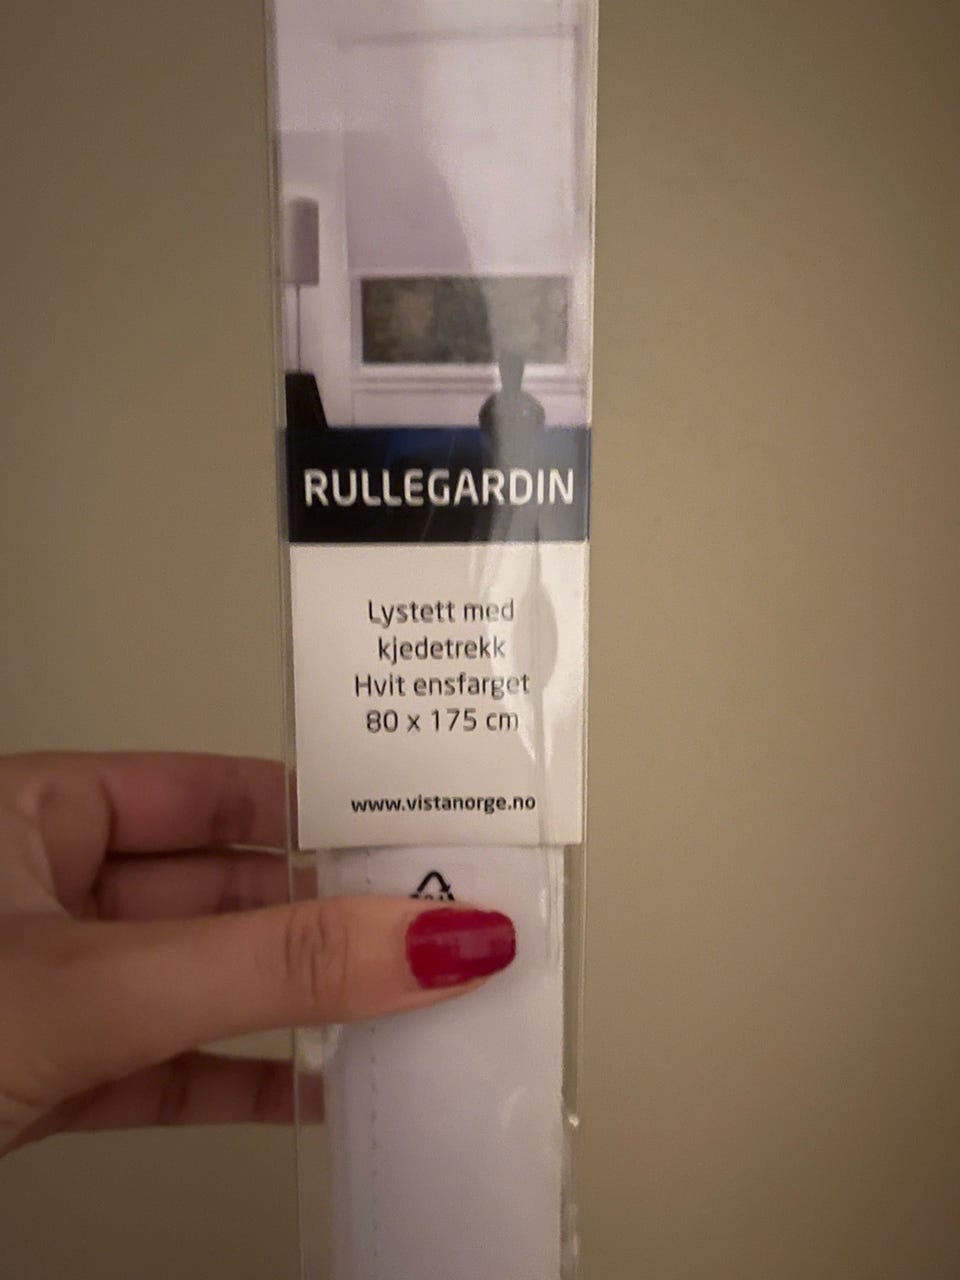 RULLEGARDIN
Lystett med
kjedetrekk
Hvit ensfarget
80 x 175 cm
www.vistanorge.no